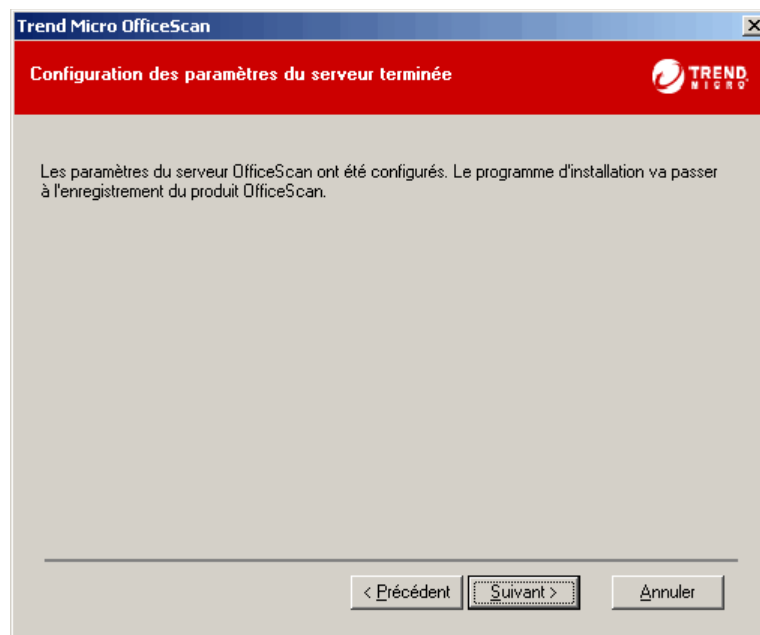 Trend Micro OfficeScan
Configuration des paramètres du serveur terminée
TREND
MICRO
Les paramètres du serveur OfficeScan ont été configurés. Le programme d'installation va passer
à l'enregistrement du produit OfficeScan.
< Précédent
Suivant >
Annuler